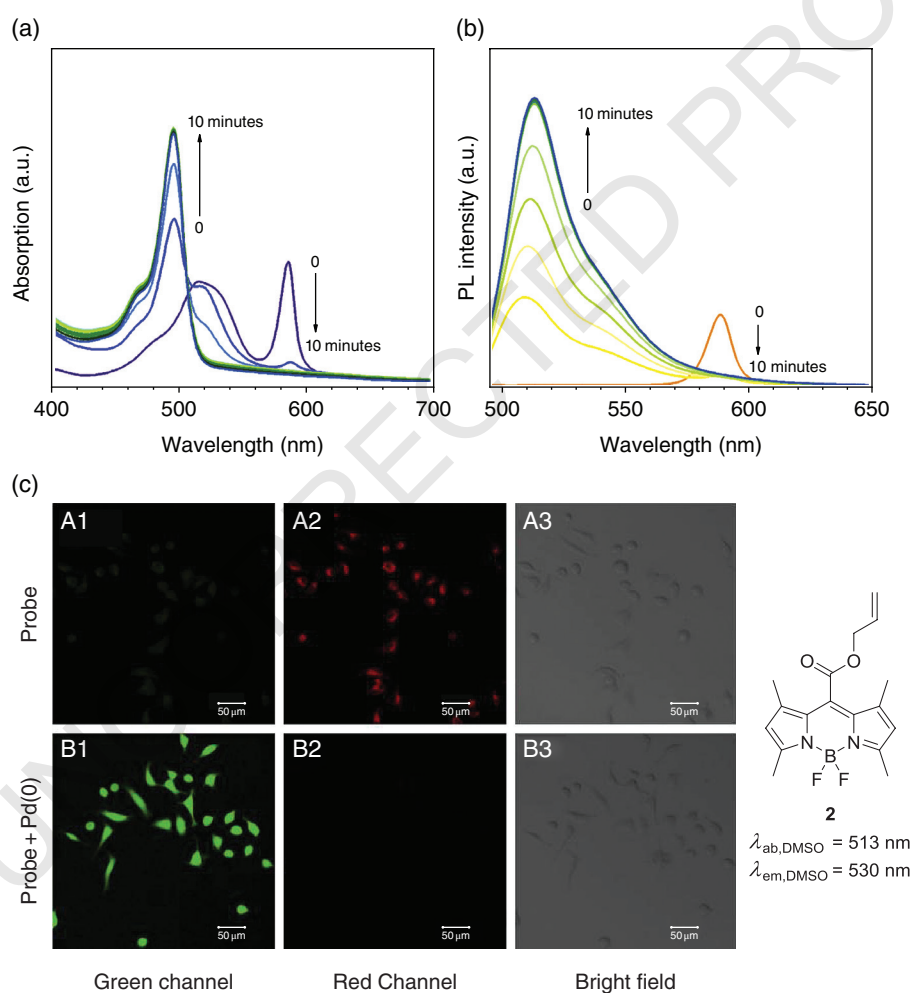 (a)
10 minutes
0
0
10 minutes
Absorption (a.u.)
400 500 600 700
Wavelength (nm)
(b)
10 minutes
0
0
10 minutes
PL intensity (a.u.)
500 550 600 650
Wavelength (nm)
(c)
Probe
A1
50 μm
A2
50 μm
A3
50 μm
Probe + Pd(0)
B1
50 μm
B2
50 μm
B3
50 μm
Green channel
Red Channel
Bright field
O
O
N
N
B
F
F
2
λab,DMSO = 513 nm
λem,DMSO = 530 nm
UNCORRECTED PRO